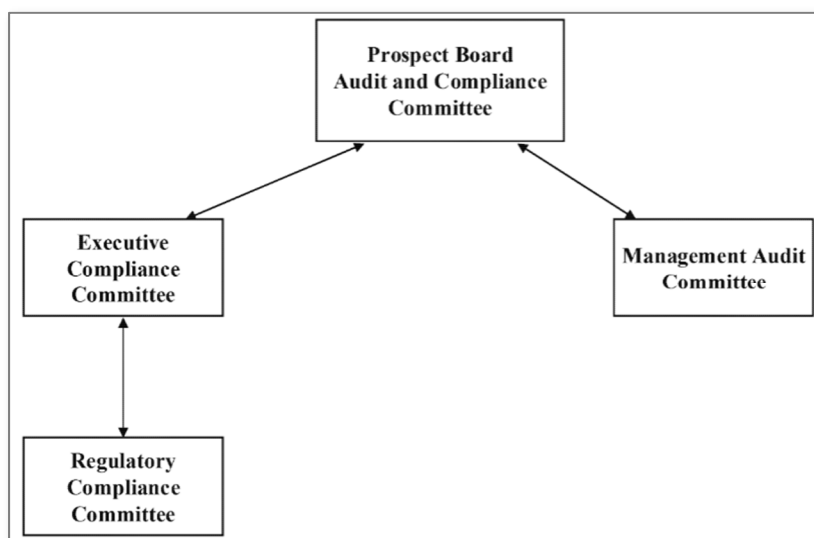 Prospect Board
Audit and Compliance
Committee
Executive
Compliance
Committee
Management Audit
Committee
Regulatory
Compliance
Committee